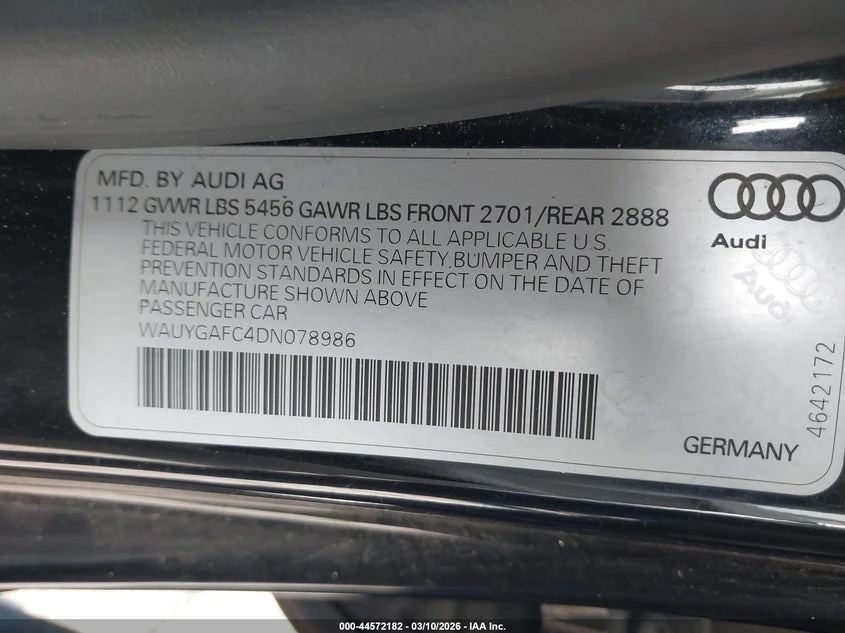 MFD. BY AUDI AG
1112 GVWR LBS 5456 GAWR LBS FRONT 2701/REAR 2888
THIS VEHICLE CONFORMS TO ALL APPLICABLE U.S.
FEDERAL MOTOR VEHICLE SAFETY,BUMPER AND THEFT
PREVENTION STANDARDS IN EFFECT ON THE DATE OF
MANUFACTURE SHOWN ABOVE
PASSENGER CAR
WAUYGAFC4DN078986
Audi
Audi
4642172
GERMANY
000-44572182 - 03/10/2026 - IAA Inc.